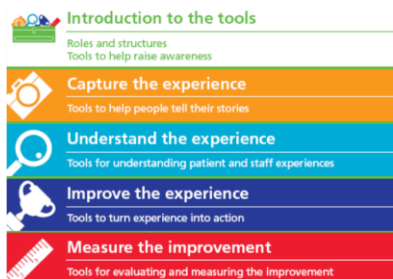 Introduction to the tools
Roles and structures
Tools to help raise awareness
Capture the experience
Tools to help people tell their stories
Understand the experience
Tools for understanding patient and staff experiences
Improve the experience
Tools to turn experience into action
Measure the improvement
Tools for evaluating and measuring the improvement